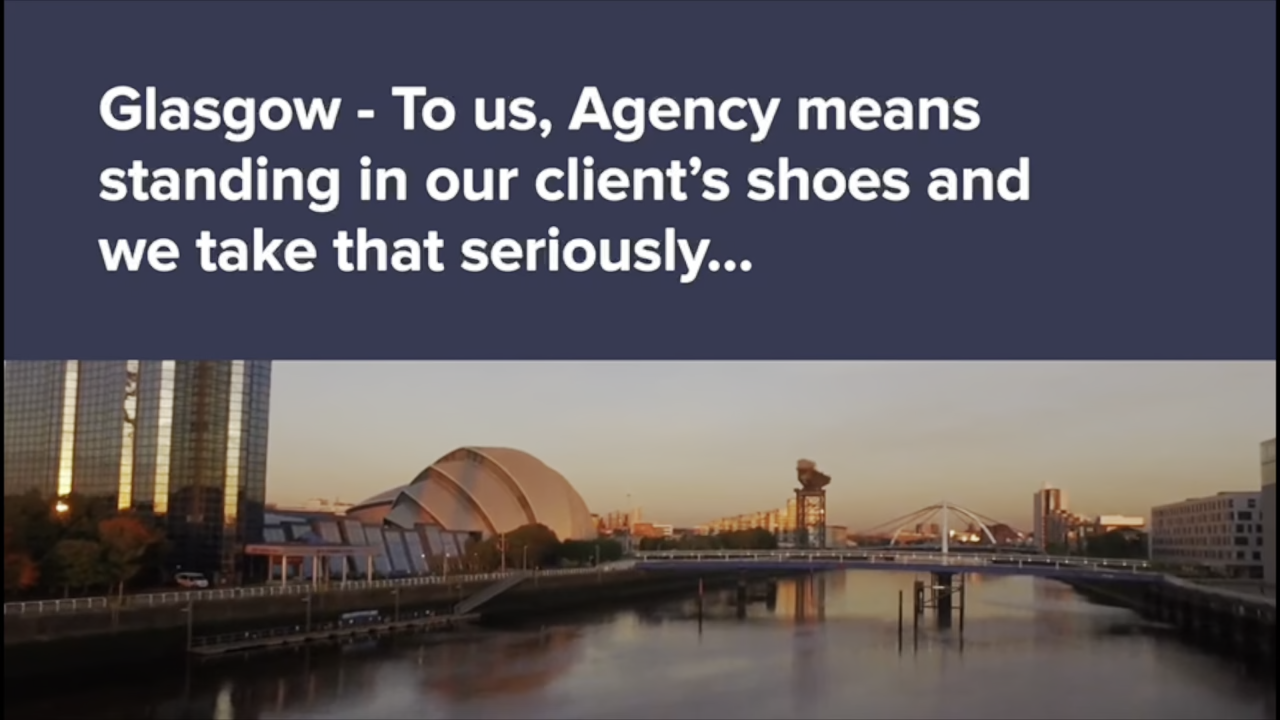 Glasgow - To us, Agency means
standing in our client’s shoes and
we take that seriously...